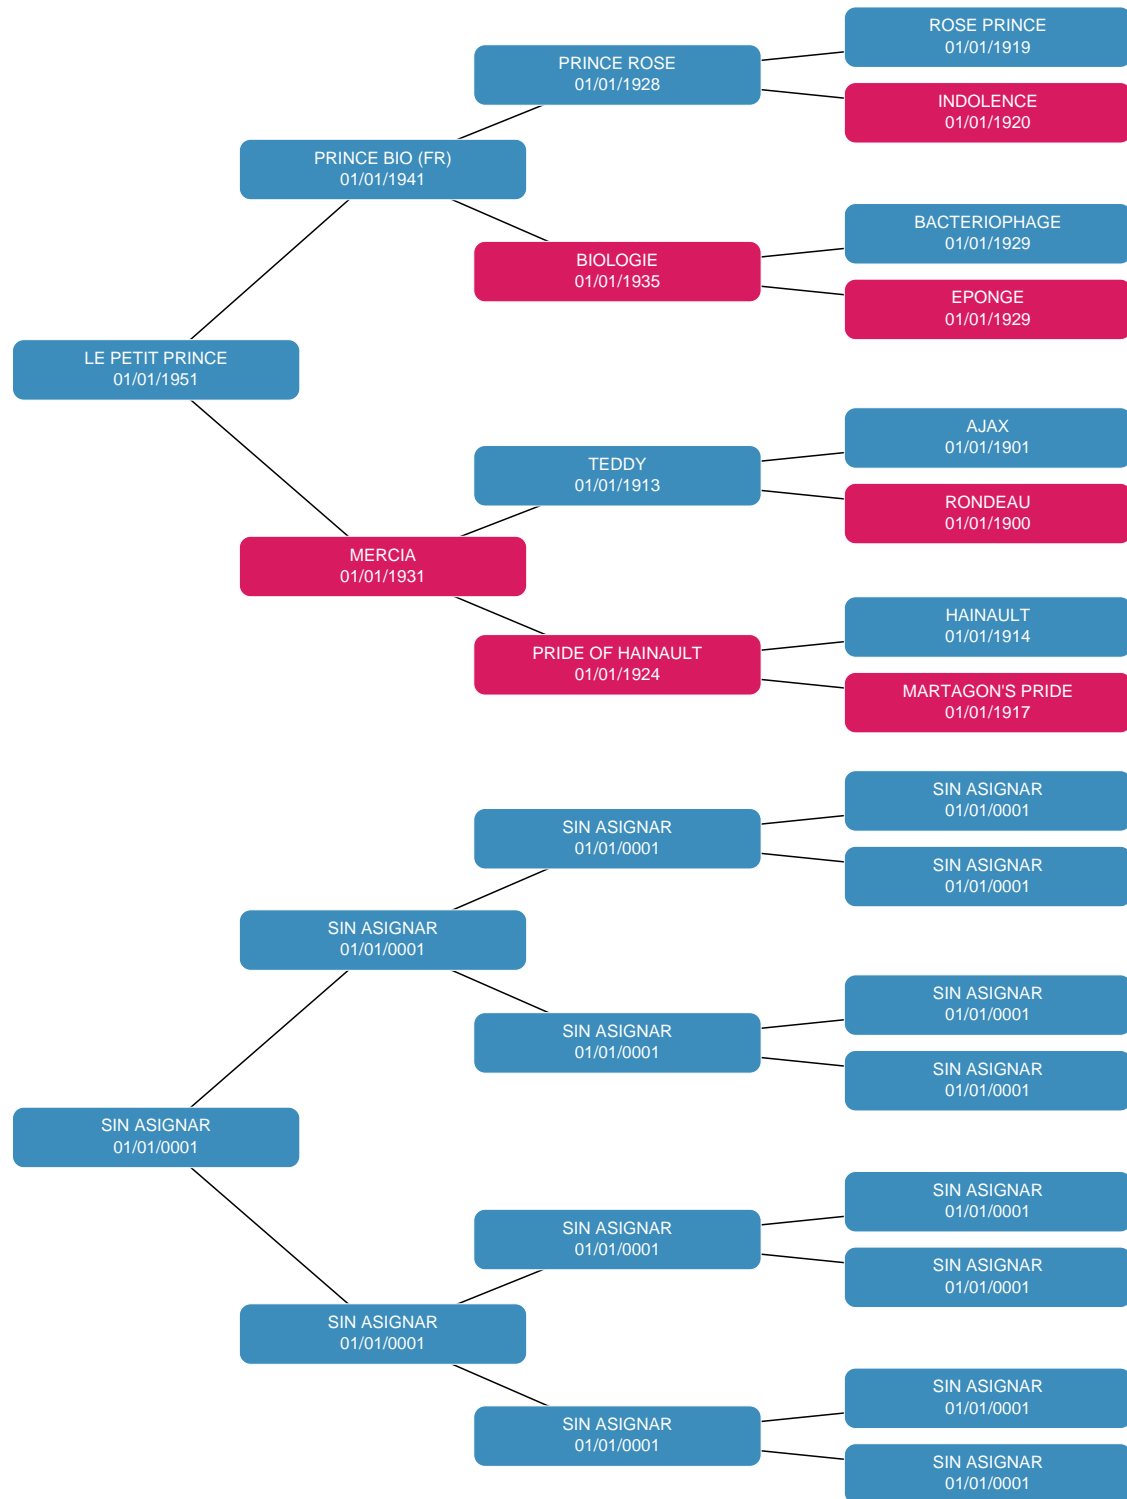 ROSE PRINCE
01/01/1919
PRINCE ROSE
01/01/1928
INDOLENCE
01/01/1920
PRINCE BIO (FR)
01/01/1941
BACTERIOPHAGE
01/01/1929
BIOLOGIE
01/01/1935
EPONGE
01/01/1929
LE PETIT PRINCE
01/01/1951
AJAX
01/01/1901
TEDDY
01/01/1913
RONDEAU
01/01/1900
MERCIA
01/01/1931
HAINAULT
01/01/1914
PRIDE OF HAINAULT
01/01/1924
MARTAGON'S PRIDE
01/01/1917
SIN ASIGNAR
01/01/0001
SIN ASIGNAR
01/01/0001
SIN ASIGNAR
01/01/0001
SIN ASIGNAR
01/01/0001
SIN ASIGNAR
01/01/0001
SIN ASIGNAR
01/01/0001
SIN ASIGNAR
01/01/0001
SIN ASIGNAR
01/01/0001
SIN ASIGNAR
01/01/0001
SIN ASIGNAR
01/01/0001
SIN ASIGNAR
01/01/0001
SIN ASIGNAR
01/01/0001
SIN ASIGNAR
01/01/0001
SIN ASIGNAR
01/01/0001
SIN ASIGNAR
01/01/0001